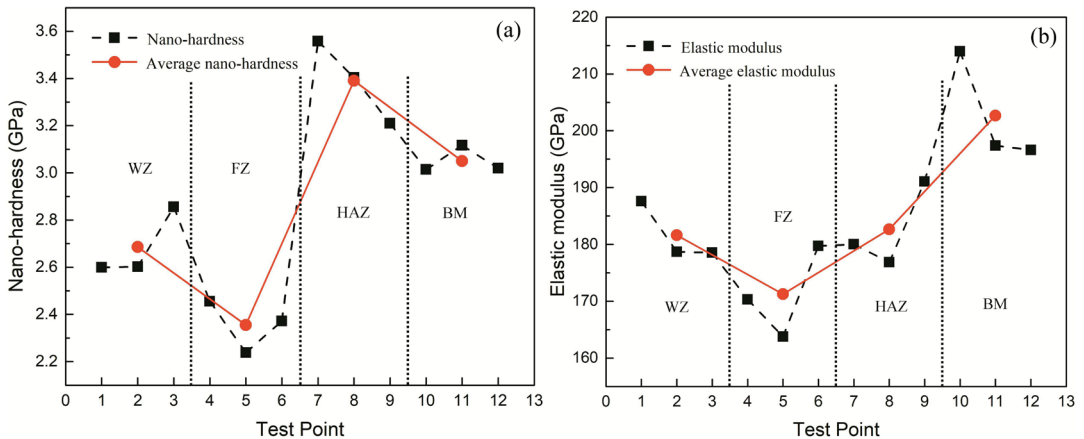 (a)
Nano-hardness
Average nano-hardness
Nano-hardness (GPa)
3.6
3.4
3.2
3.0
2.8
2.6
2.4
2.2
WZ
FZ
HAZ
BM
0 1 2 3 4 5 6 7 8 9 10 11 12 13
Test Point
(b)
Elastic modulus
Average elastic modulus
Elastic modulus (GPa)
220
210
200
190
180
170
160
FZ
WZ
HAZ
BM
0 1 2 3 4 5 6 7 8 9 10 11 12 13
Test Point